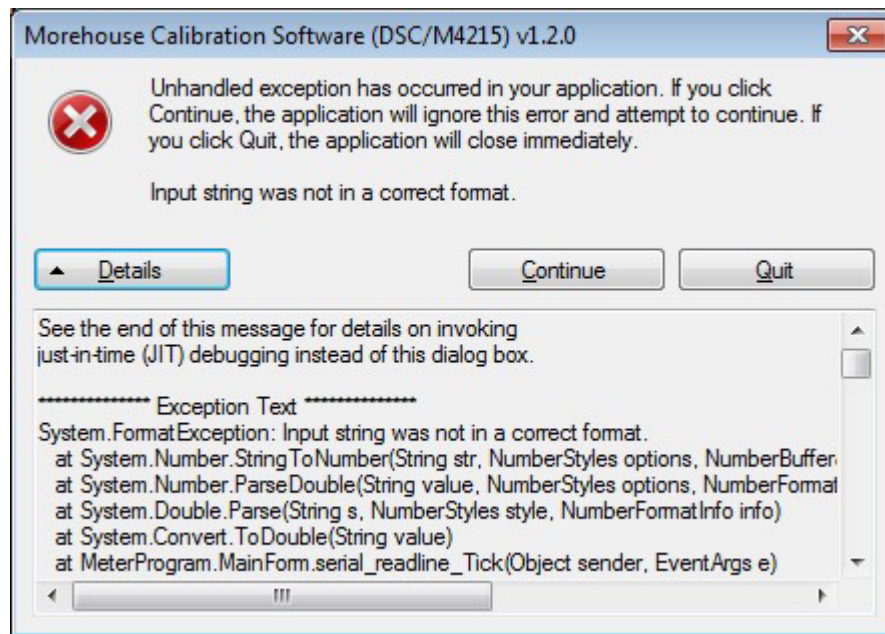 Morehouse Calibration Software (DSC/M4215) v1.2.0
Unhandled exception has occurred in your application. If you click
Continue, the application will ignore this error and attempt to continue. If
you click Quit, the application will close immediately.
Input string was not in a correct format.
Details
Continue
Quit
See the end of this message for details on invoking
just-in-time (JIT) debugging instead of this dialog box.
************** Exception Text **************
System.FormatException: Input string was not in a correct format.
at System.Number.StringToNumber(String str, NumberStyles options, NumberBuffer
at System.Number.ParseDouble(String value, NumberStyles options, NumberFormat
at System.Double.Parse(String s, NumberStyles style, NumberFormatInfo info)
at System.Convert.ToDouble(String value)
at MeterProgram.MainForm.serial_readline_Tick(Object sender, EventArgs e)